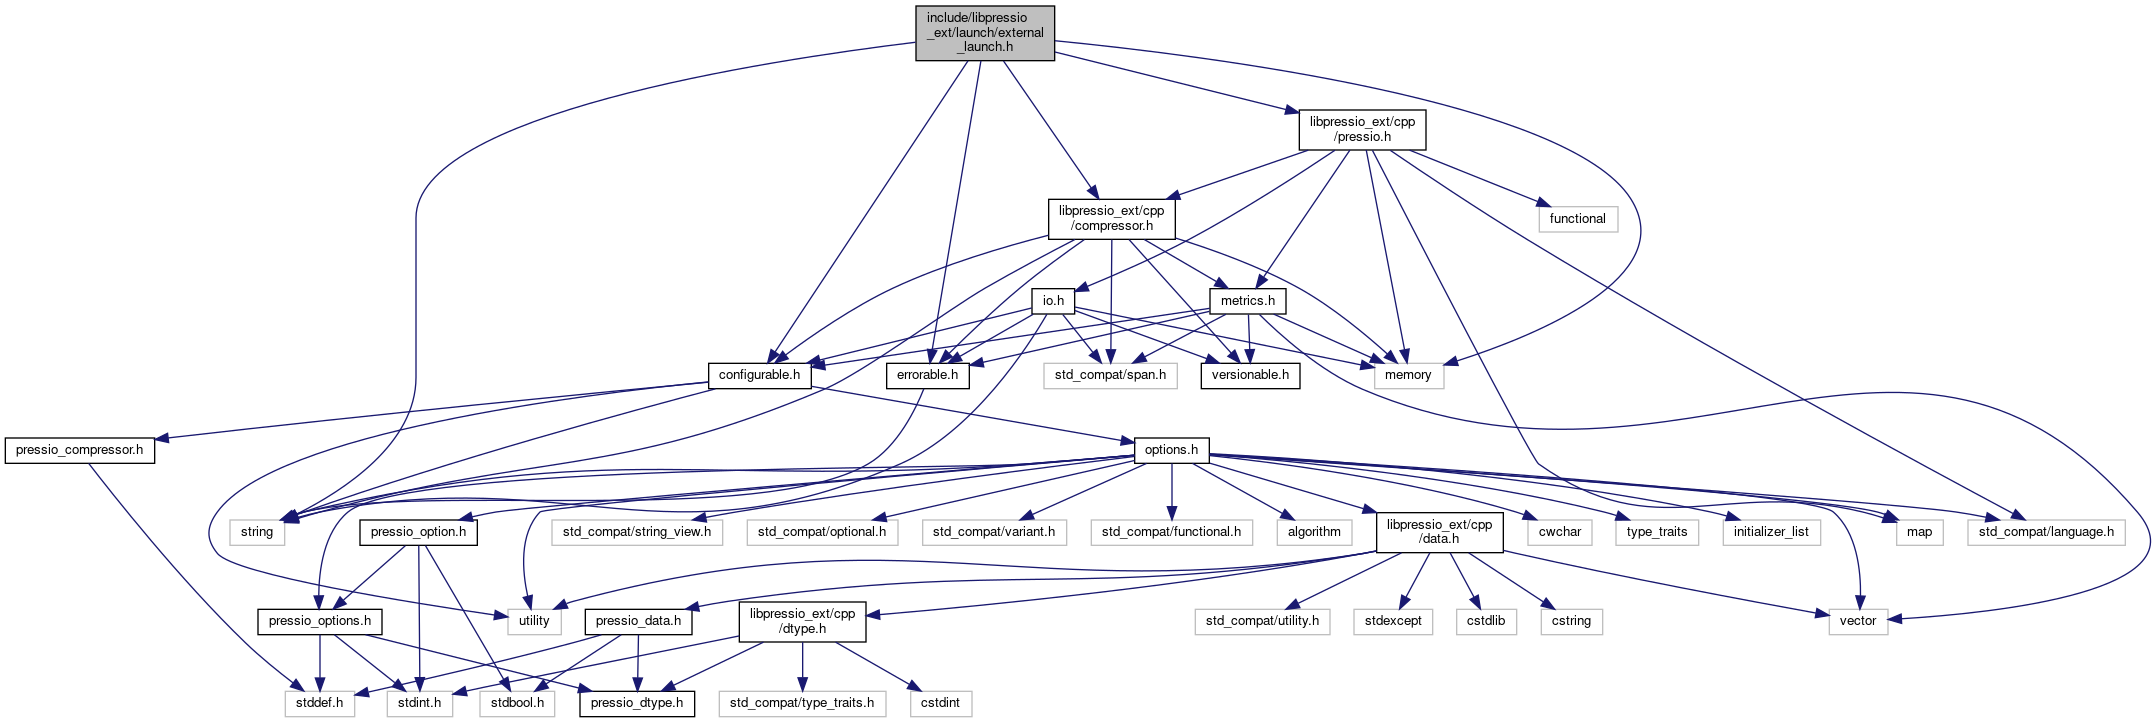 include/libpressio
_ext/launch/external
_launch.h
libpressio_ext/cpp
/pressio.h
libpressio_ext/cpp
/compressor.h
functional
io.h
metrics.h
configurable.h
errorable.h
std_compat/span.h
versionable.h
memory
pressio_compressor.h
options.h
string
pressio_option.h
std_compat/string_view.h
std_compat/optional.h
std_compat/variant.h
std_compat/functional.h
algorithm
libpressio_ext/cpp
/data.h
cwchar
type_traits
initializer_list
map
std_compat/language.h
pressio_options.h
utility
pressio_data.h
libpressio_ext/cpp
/dtype.h
std_compat/utility.h
stdexcept
cstdlib
cstring
vector
stddef.h
stdint.h
stdbool.h
pressio_dtype.h
std_compat/type_traits.h
cstdint